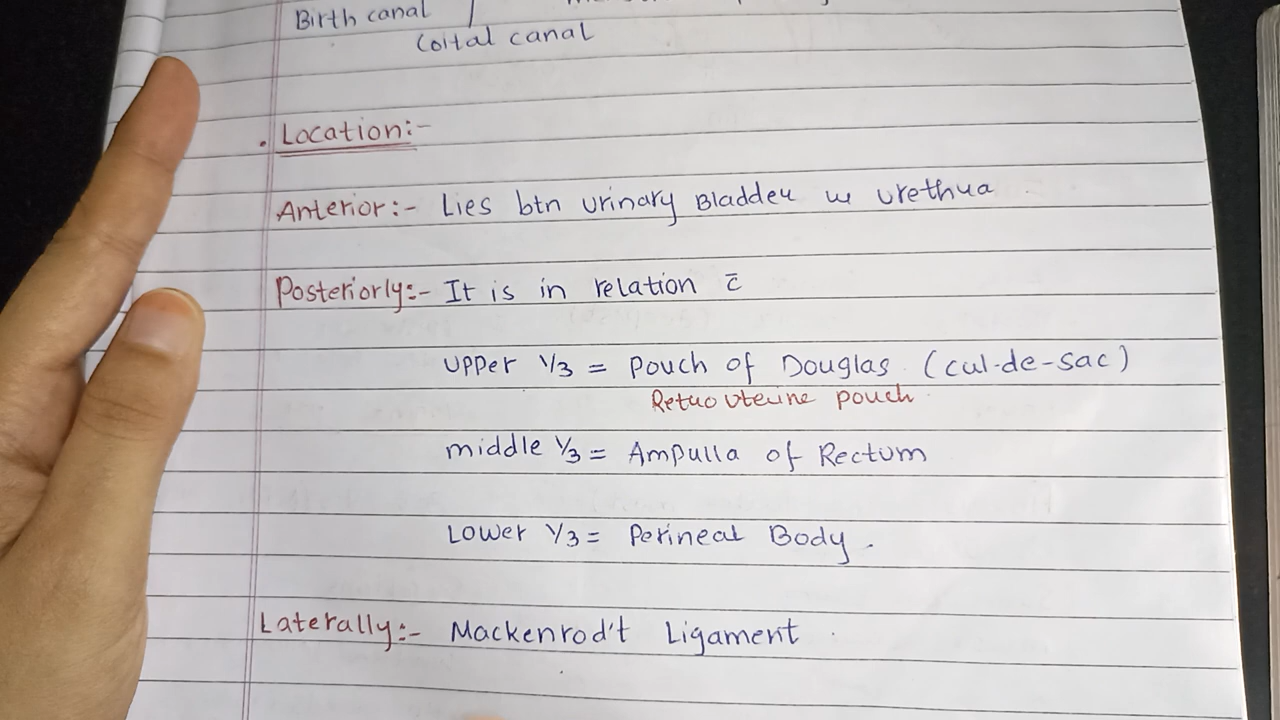 Birth canal
Coital canal
Location:-
Anterior:- Lies btn urinary Bladder urethra
Posteriorly:- It is in relation c̄
Upper 1/3 = Pouch of Douglas (cul-de-sac)
Retrouterine pouch
middle 1/3 = Ampulla of Rectum
Lower 1/3 = Perineal Body.
Laterally:- Mackenrod't Ligament